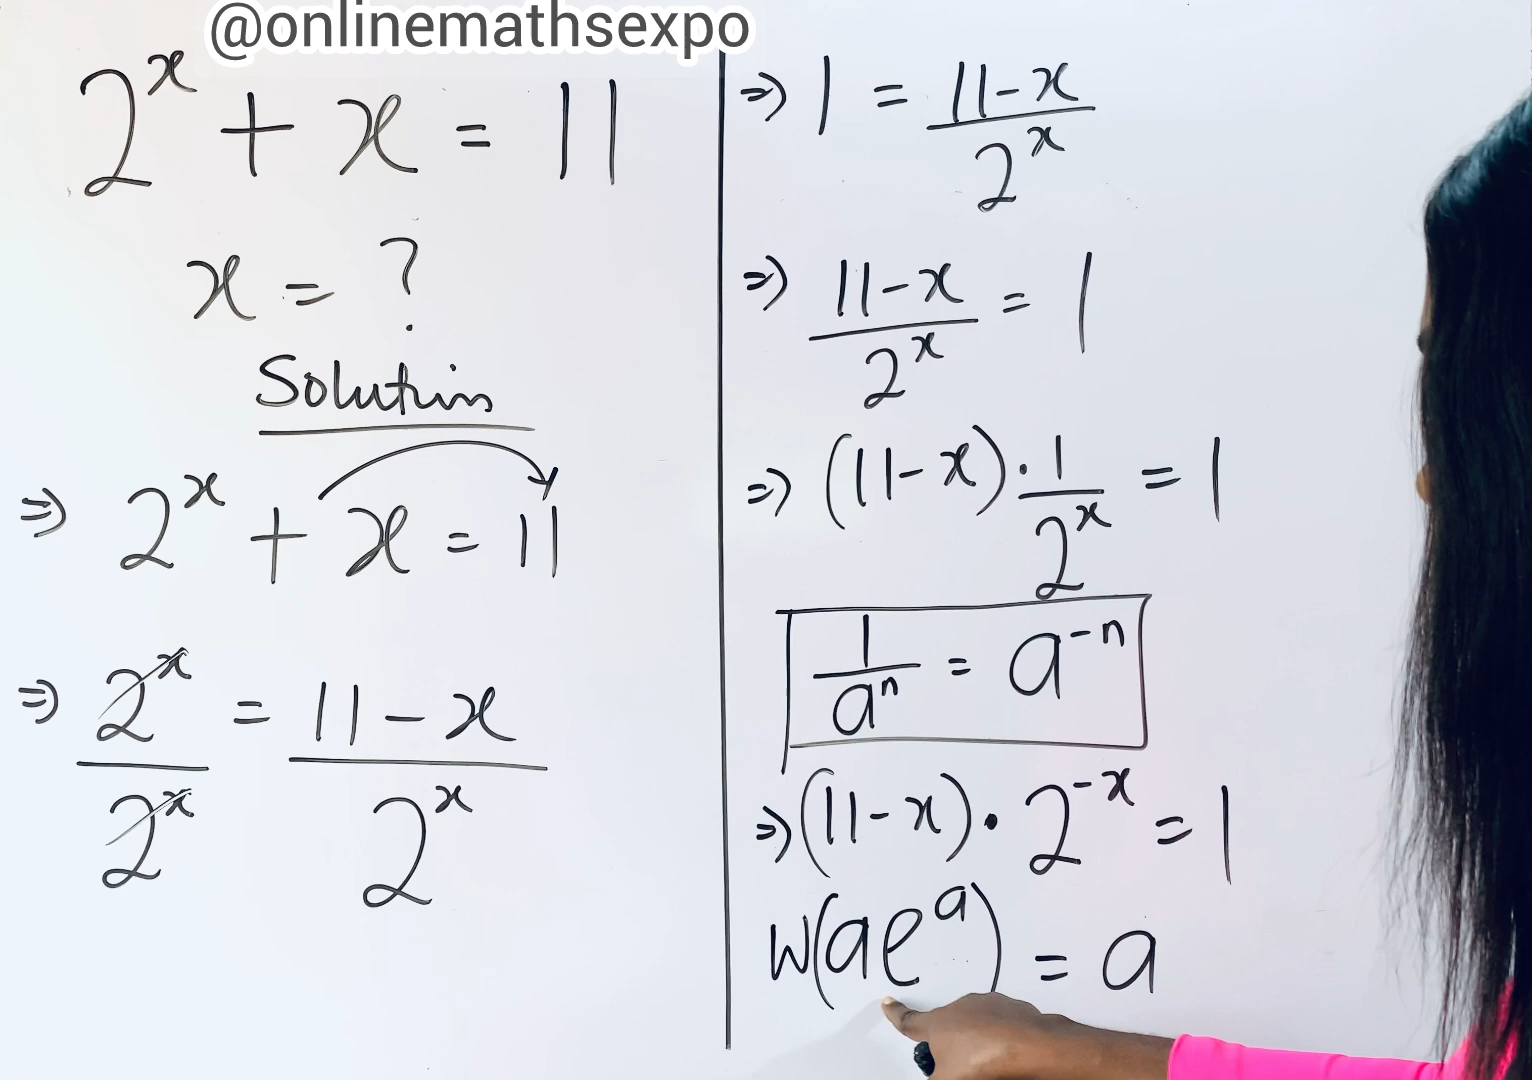 @onlinemathsexpo
2^x + x = 11
x = ?
Solution
⇒ 2^x + x = 11
⇒ 2^x/2^x = 11 - x/2^x
⇒ 1 = 11-x/2^x
⇒ 11-x/2^x = 1
⇒ (11-x)·1/2^x = 1
1/a^n = a^-n
⇒ (11-x)·2^-x = 1
W(ae^a) = a